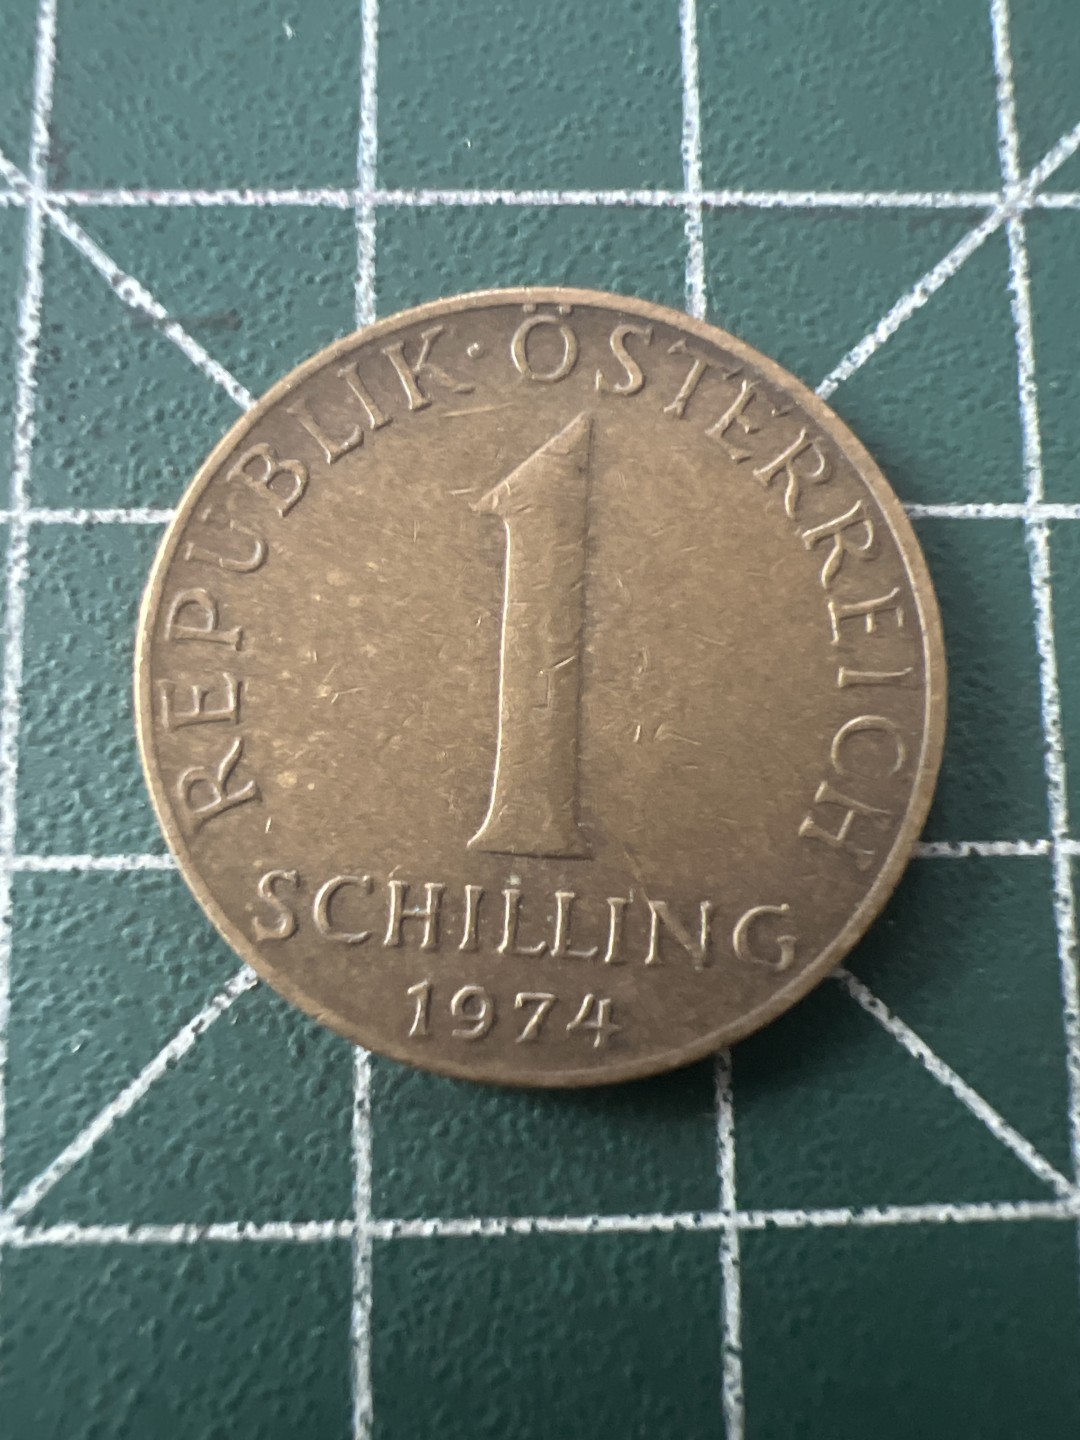 REPUBLIK · ÖSTERREICH
1
SCHILLING
1974